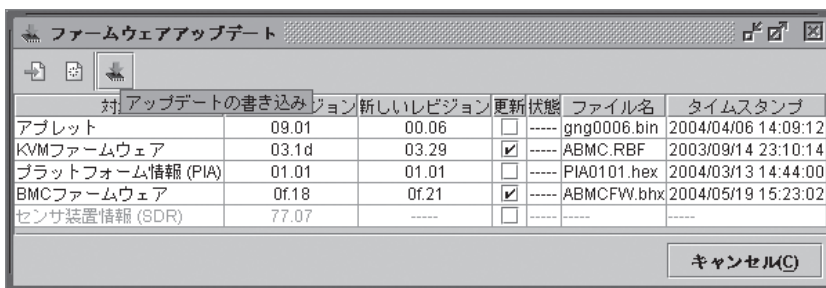 ファームウェアアップデート
アップデートの書き込み
対 ジョン 新しいレビジョン 更新 状態 ファイル名 タイムスタンプ
アプレット 09.01 00.06 ----- gng0006.bin 2004/04/06 14:09:12
KVMファームウェア 03.1d 03.29 ----- ABMC.RBF 2003/09/14 23:10:14
プラットフォーム情報 (PIA) 01.01 01.01 ----- PIA0101.hex 2004/03/13 14:44:00
BMCファームウェア 0f.18 0f.21 ----- ABMCFW.bhx 2004/05/19 15:23:02
センサ装置情報 (SDR) 77.07 ----- ----- ----- -----
キャンセル(C)